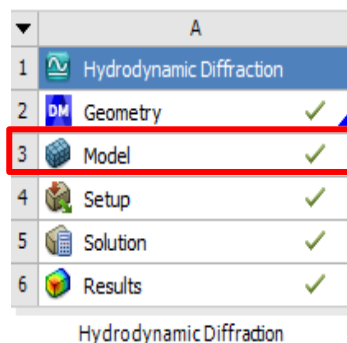 A
1 Hydrodynamic Diffraction
2 DM Geometry
3 Model
4 Setup
5 Solution
6 Results
Hydrodynamic Diffraction